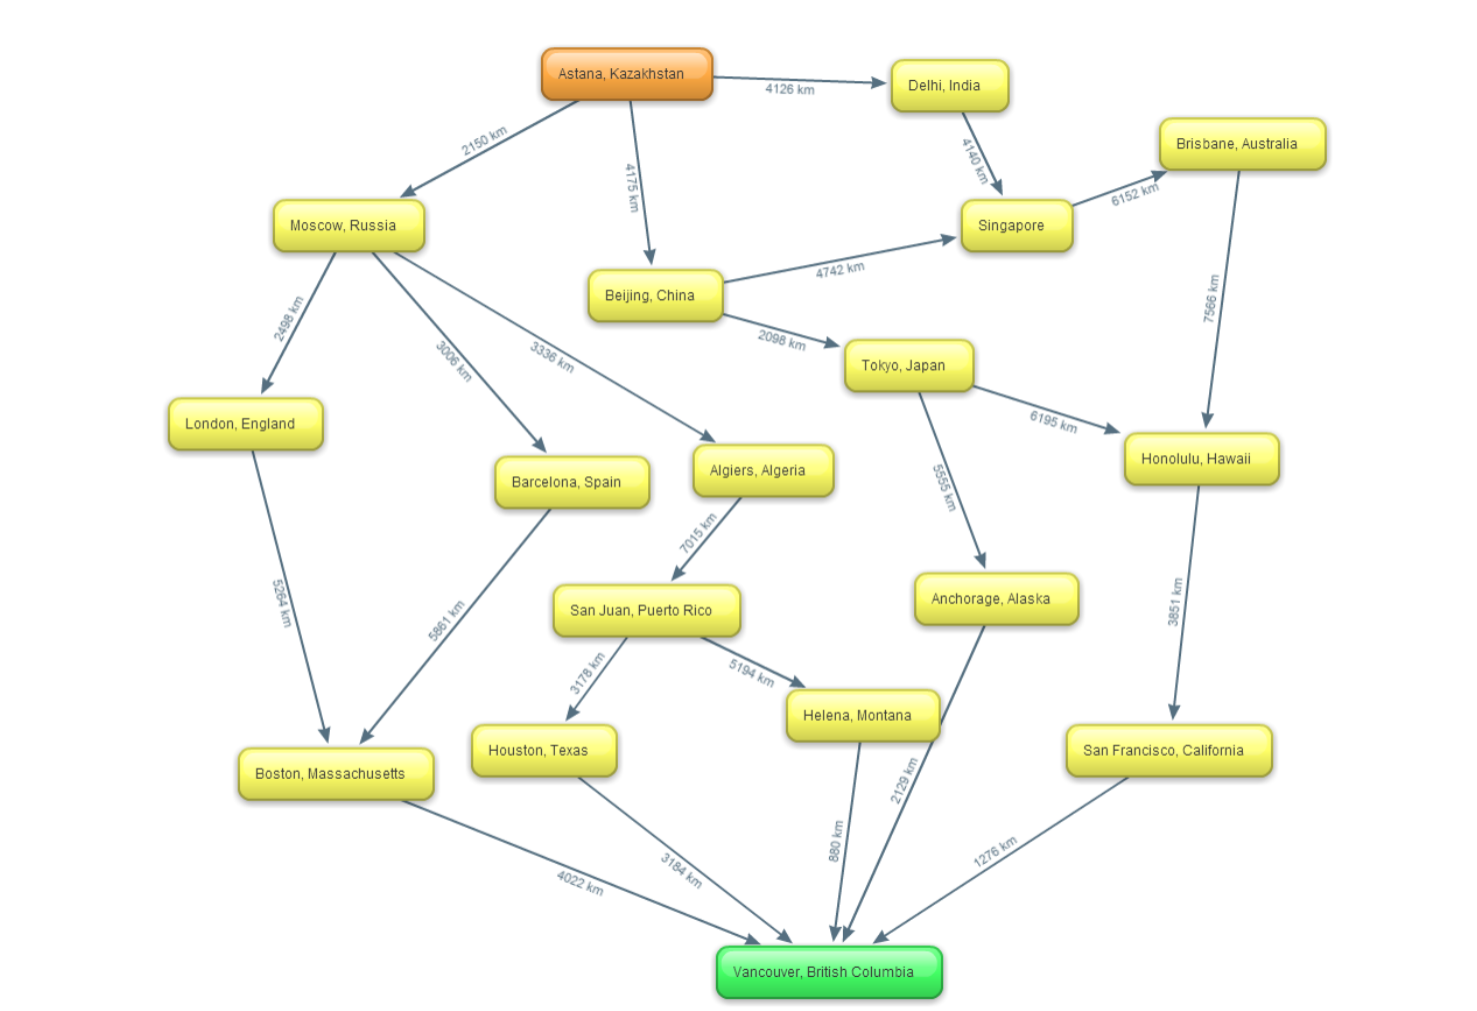 Astana, Kazakhstan
4126 km
Delhi, India
2150 km
4175 km
4140 km
Brisbane, Australia
6152 km
Moscow, Russia
Singapore
4742 km
Beijing, China
2098 km
7566 km
2498 km
3006 km
3336 km
Tokyo, Japan
6195 km
London, England
Barcelona, Spain
Algiers, Algeria
5555 km
Honolulu, Hawaii
7015 km
5264 km
5861 km
San Juan, Puerto Rico
Anchorage, Alaska
3851 km
3178 km
5194 km
Helena, Montana
Houston, Texas
San Francisco, California
Boston, Massachusetts
2129 km
880 km
1276 km
3184 km
4022 km
Vancouver, British Columbia